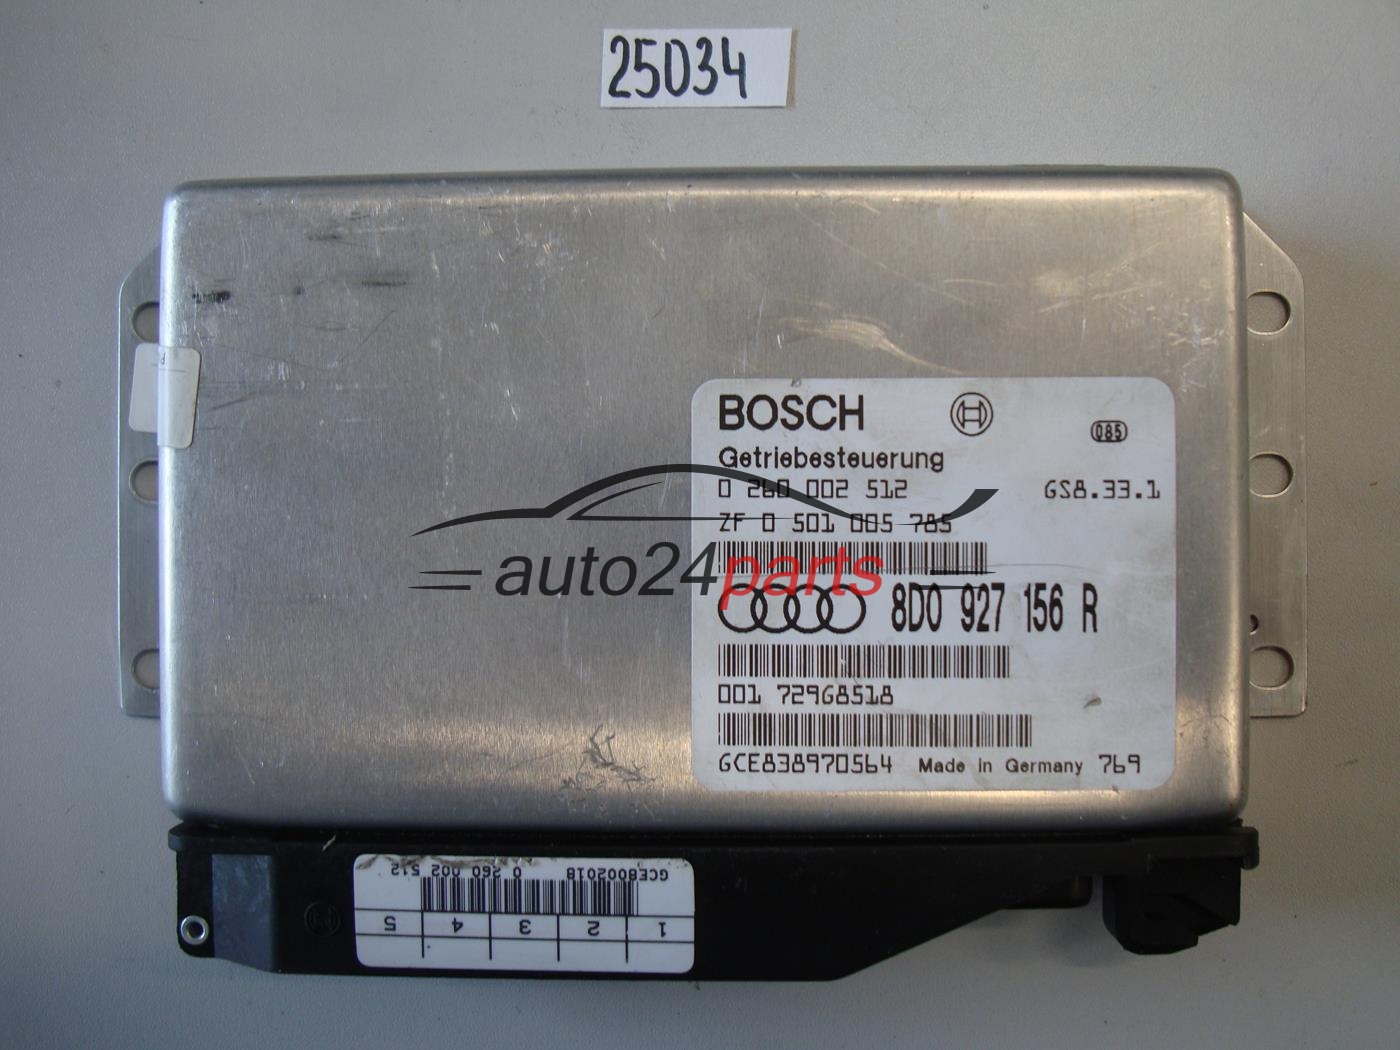 25034
BOSCH
085
Getriebesteuerung
0 260 002 512 GS8.33.1
ZF 0 501 005 785
auto24parts
8D0 927 156 R
001 72968518
GCE838970564 Made in Germany 769
GCE8002018 0 260 002 512
1 2 3 4 5